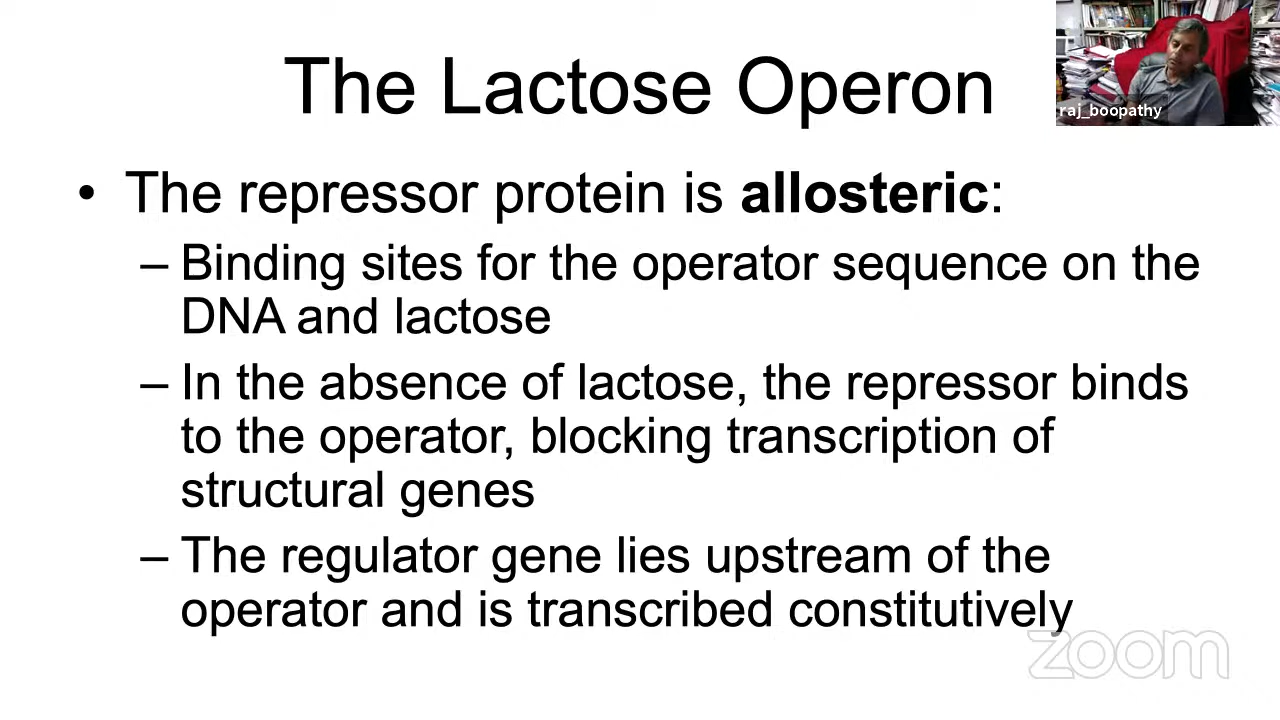 The Lactose Operon
raj_boopathy
• The repressor protein is allosteric:
– Binding sites for the operator sequence on the
DNA and lactose
– In the absence of lactose, the repressor binds
to the operator, blocking transcription of
structural genes
– The regulator gene lies upstream of the
operator and is transcribed constitutively
zoom